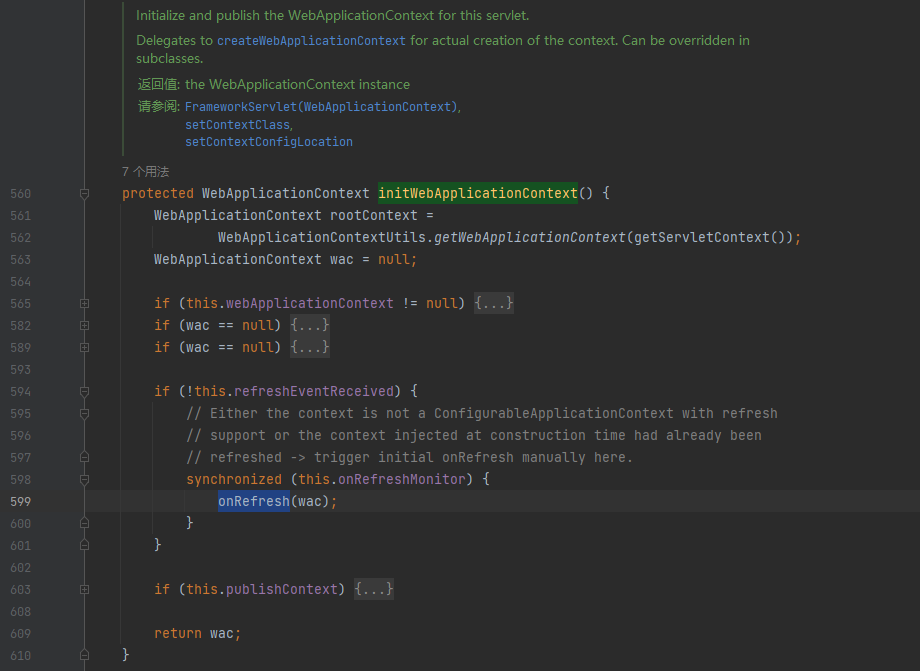 Initialize and publish the WebApplicationContext for this servlet.
Delegates to createWebApplicationContext for actual creation of the context. Can be overridden in
subclasses.
返回值: the WebApplicationContext instance
请参阅: FrameworkServlet(WebApplicationContext),
setContextClass,
setContextConfigLocation
7 个用法
560 protected WebApplicationContext initWebApplicationContext() {
561 WebApplicationContext rootContext =
562 WebApplicationContextUtils.getWebApplicationContext(getServletContext());
563 WebApplicationContext wac = null;
564
565 if (this.webApplicationContext != null) {...}
582 if (wac == null) {...}
589 if (wac == null) {...}
593
594 if (!this.refreshEventReceived) {
595 // Either the context is not a ConfigurableApplicationContext with refresh
596 // support or the context injected at construction time had already been
597 // refreshed -> trigger initial onRefresh manually here.
598 synchronized (this.onRefreshMonitor) {
599 onRefresh(wac);
600 }
601 }
602
603 if (this.publishContext) {...}
608
609 return wac;
610 }